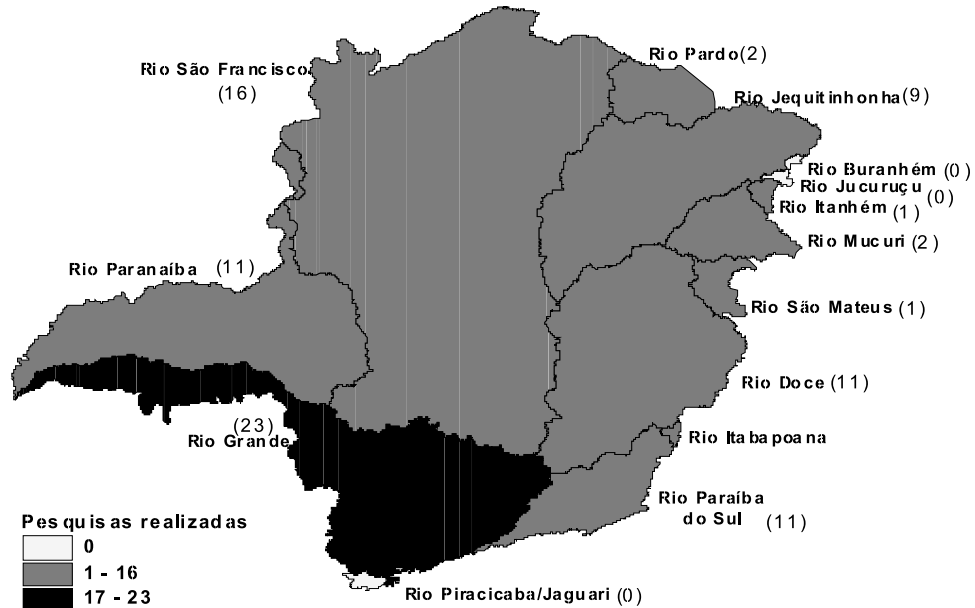 Rio São Francisco
(16)
Rio Pardo (2)
Rio Jequitinhonha (9)
Rio Buranhém (0)
Rio Jucuruçu (0)
Rio Itanhém (1)
Rio Mucuri (2)
Rio Paranaíba (11)
Rio São Mateus (1)
Rio Doce (11)
(23)
Rio Grande
Rio Itabapoana
Rio Paraíba
do Sul (11)
Pesquisas realizadas
0
1 - 16
17 - 23
Rio Piracicaba/Jaguari (0)